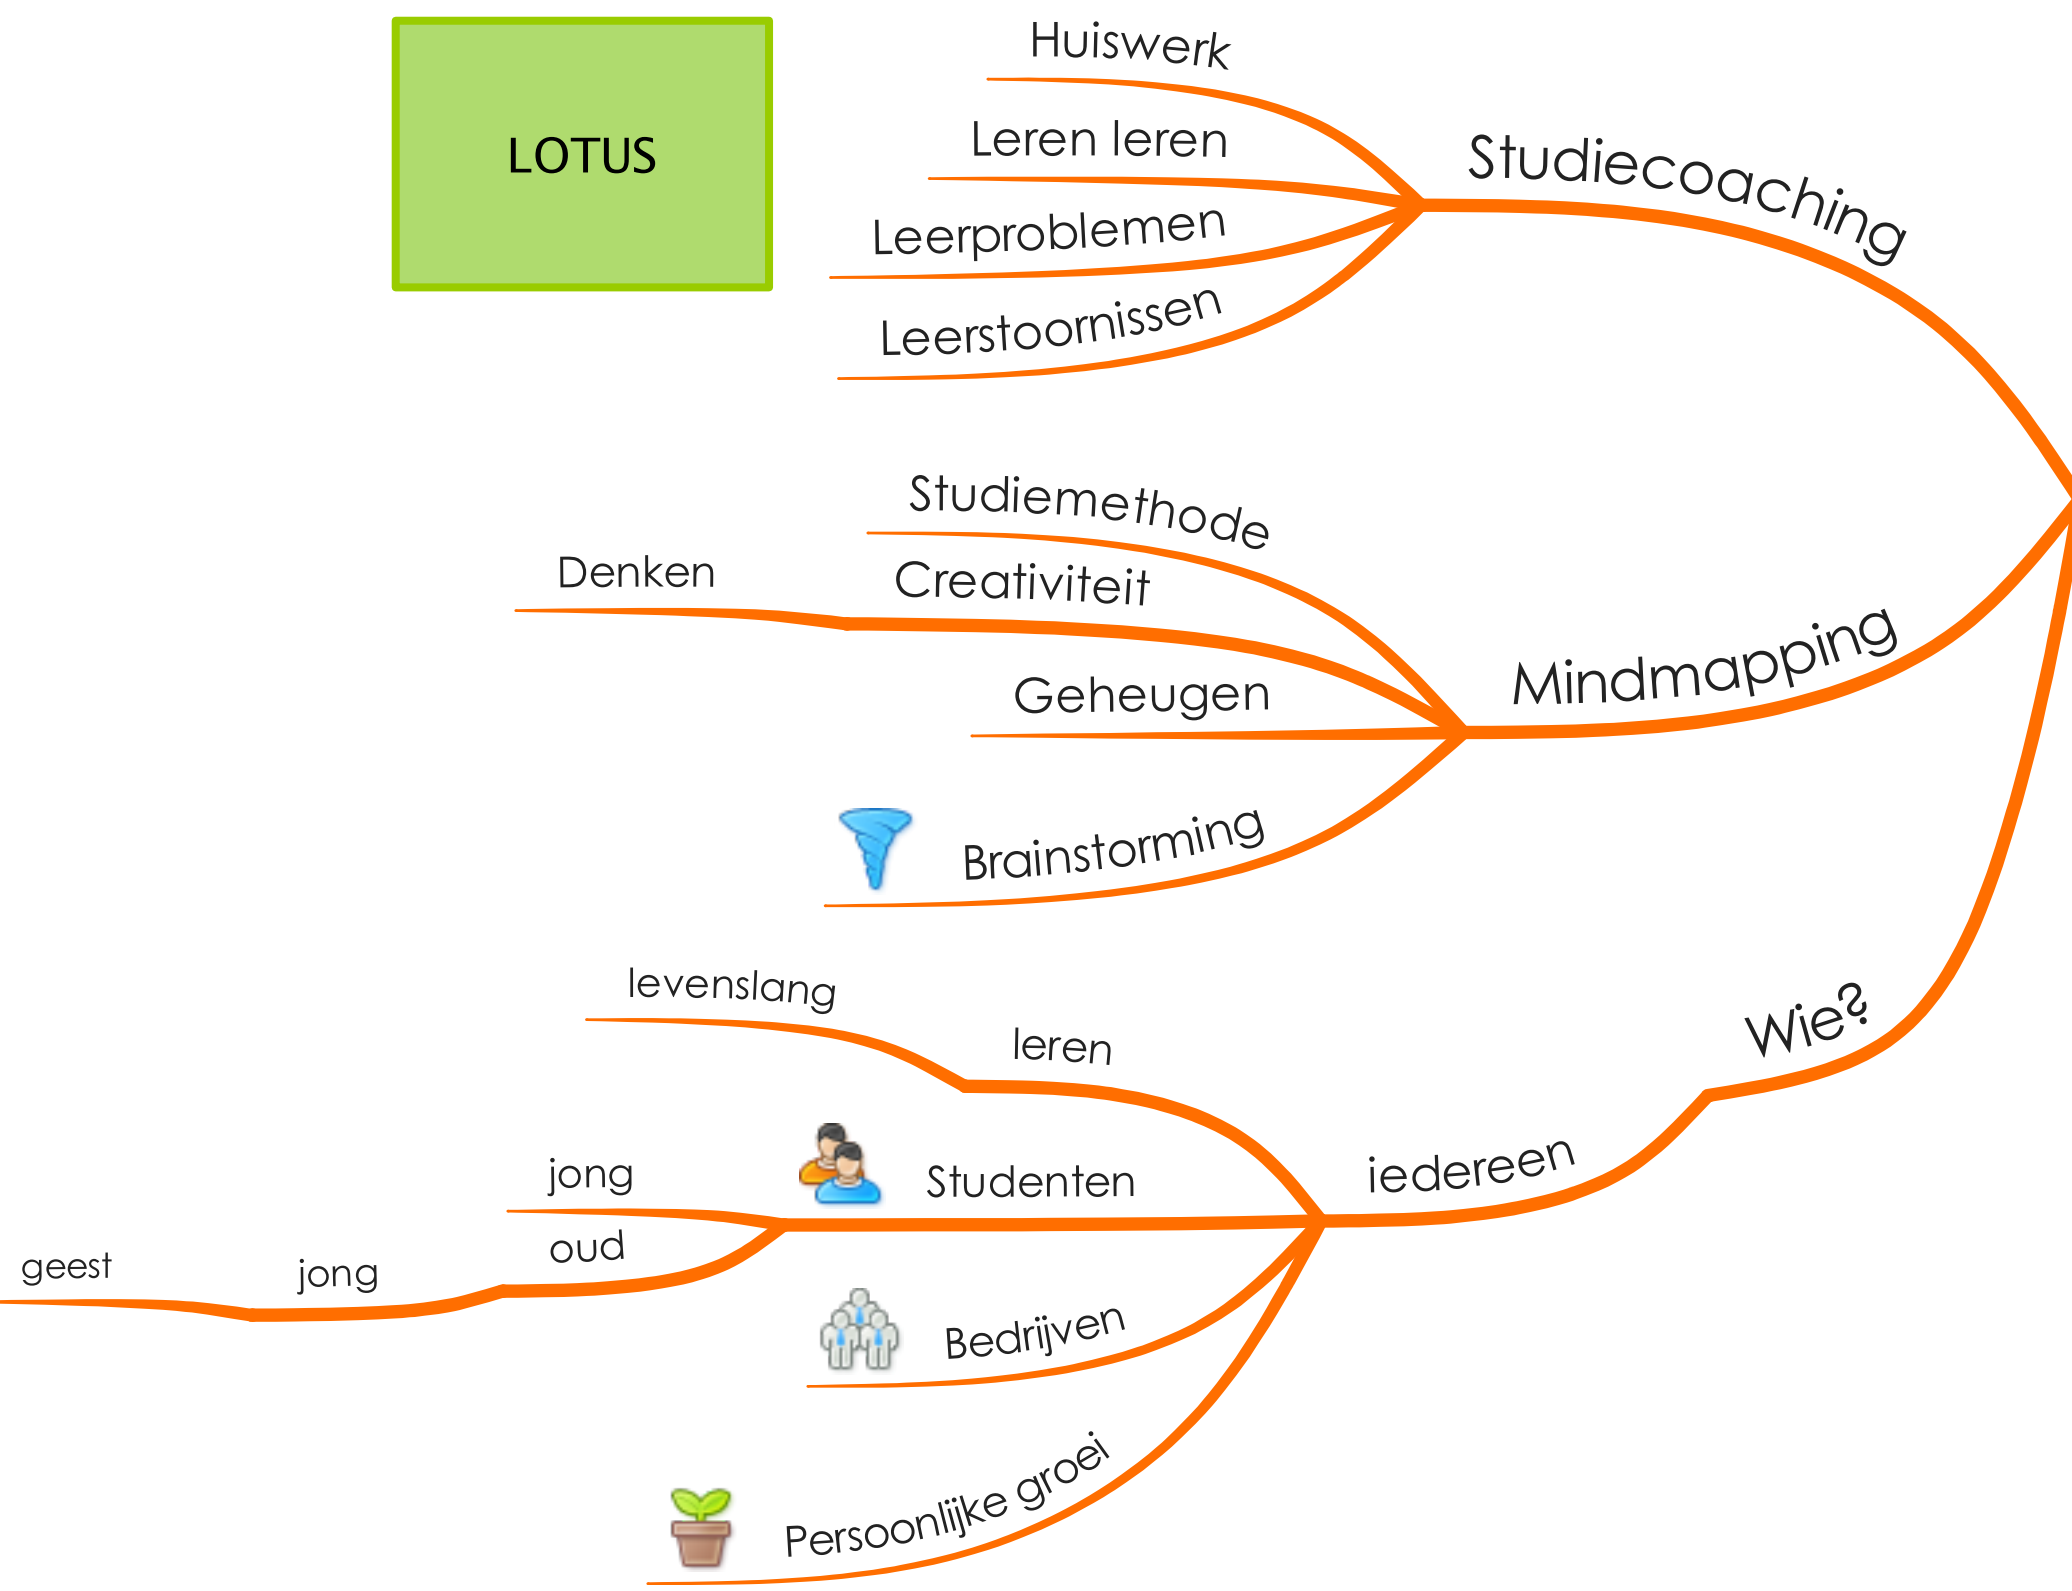 LOTUS
Huiswerk
Leren leren
Studiecoaching
Leerproblemen
Leerstoornissen
Studiemethode
Denken
Creativiteit
Mindmapping
Geheugen
Brainstorming
levenslang
leren
Wie?
iedereen
jong
Studenten
oud
geest
jong
Bedrijven
Persoonlijke groei